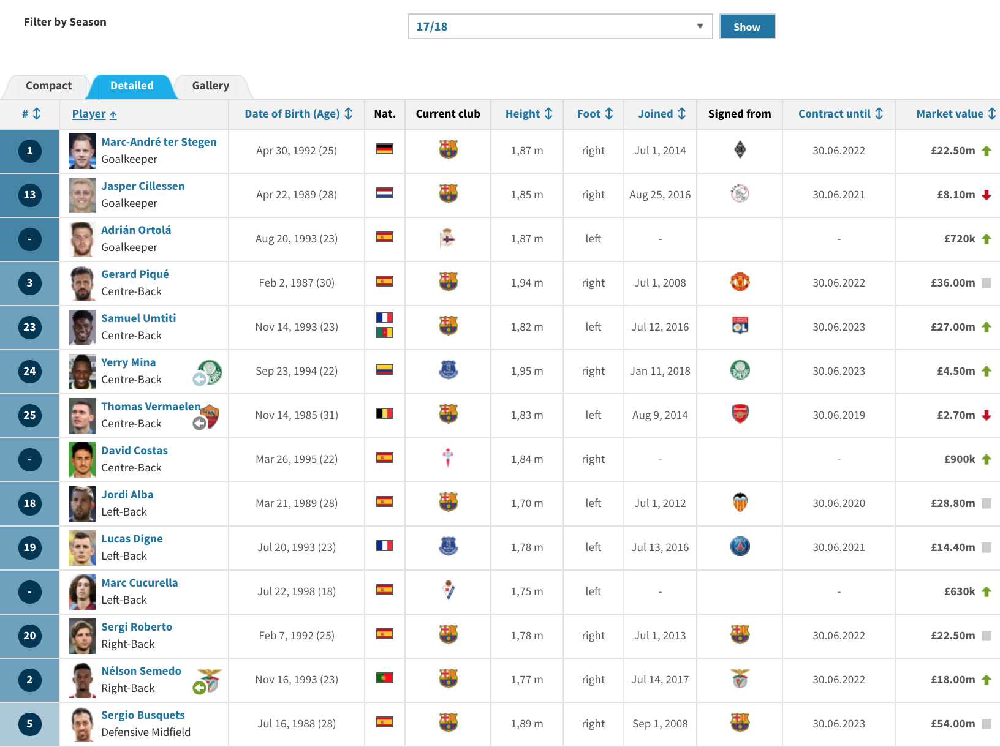 Filter by Season
17/18
Show
Compact Detailed Gallery
# Player Date of Birth (Age) Nat. Current club Height Foot Joined Signed from Contract until Market value
1 Marc-André ter Stegen Apr 30, 1992 (25) 1,87 m right Jul 1, 2014 30.06.2022 £22.50m
Goalkeeper
13 Jasper Cillessen Apr 22, 1989 (28) 1,85 m right Aug 25, 2016 30.06.2021 £8.10m
Goalkeeper
- Adrián Ortolá Aug 20, 1993 (23) 1,87 m left - - £720k
Goalkeeper
3 Gerard Piqué Feb 2, 1987 (30) 1,94 m right Jul 1, 2008 30.06.2022 £36.00m
Centre-Back
23 Samuel Umtiti Nov 14, 1993 (23) 1,82 m left Jul 12, 2016 30.06.2023 £27.00m
Centre-Back
24 Yerry Mina Sep 23, 1994 (22) 1,95 m right Jan 11, 2018 30.06.2023 £4.50m
Centre-Back
25 Thomas Vermaelen Nov 14, 1985 (31) 1,83 m left Aug 9, 2014 30.06.2019 £2.70m
Centre-Back
- David Costas Mar 26, 1995 (22) 1,84 m right - - £900k
Centre-Back
18 Jordi Alba Mar 21, 1989 (28) 1,70 m left Jul 1, 2012 30.06.2020 £28.80m
Left-Back
19 Lucas Digne Jul 20, 1993 (23) 1,78 m left Jul 13, 2016 30.06.2021 £14.40m
Left-Back
- Marc Cucurella Jul 22, 1998 (18) 1,75 m left - - £630k
Left-Back
20 Sergi Roberto Feb 7, 1992 (25) 1,78 m right Jul 1, 2013 30.06.2022 £22.50m
Right-Back
2 Nélson Semedo Nov 16, 1993 (23) 1,77 m right Jul 14, 2017 30.06.2022 £18.00m
Right-Back
5 Sergio Busquets Jul 16, 1988 (28) 1,89 m right Sep 1, 2008 30.06.2023 £54.00m
Defensive Midfield